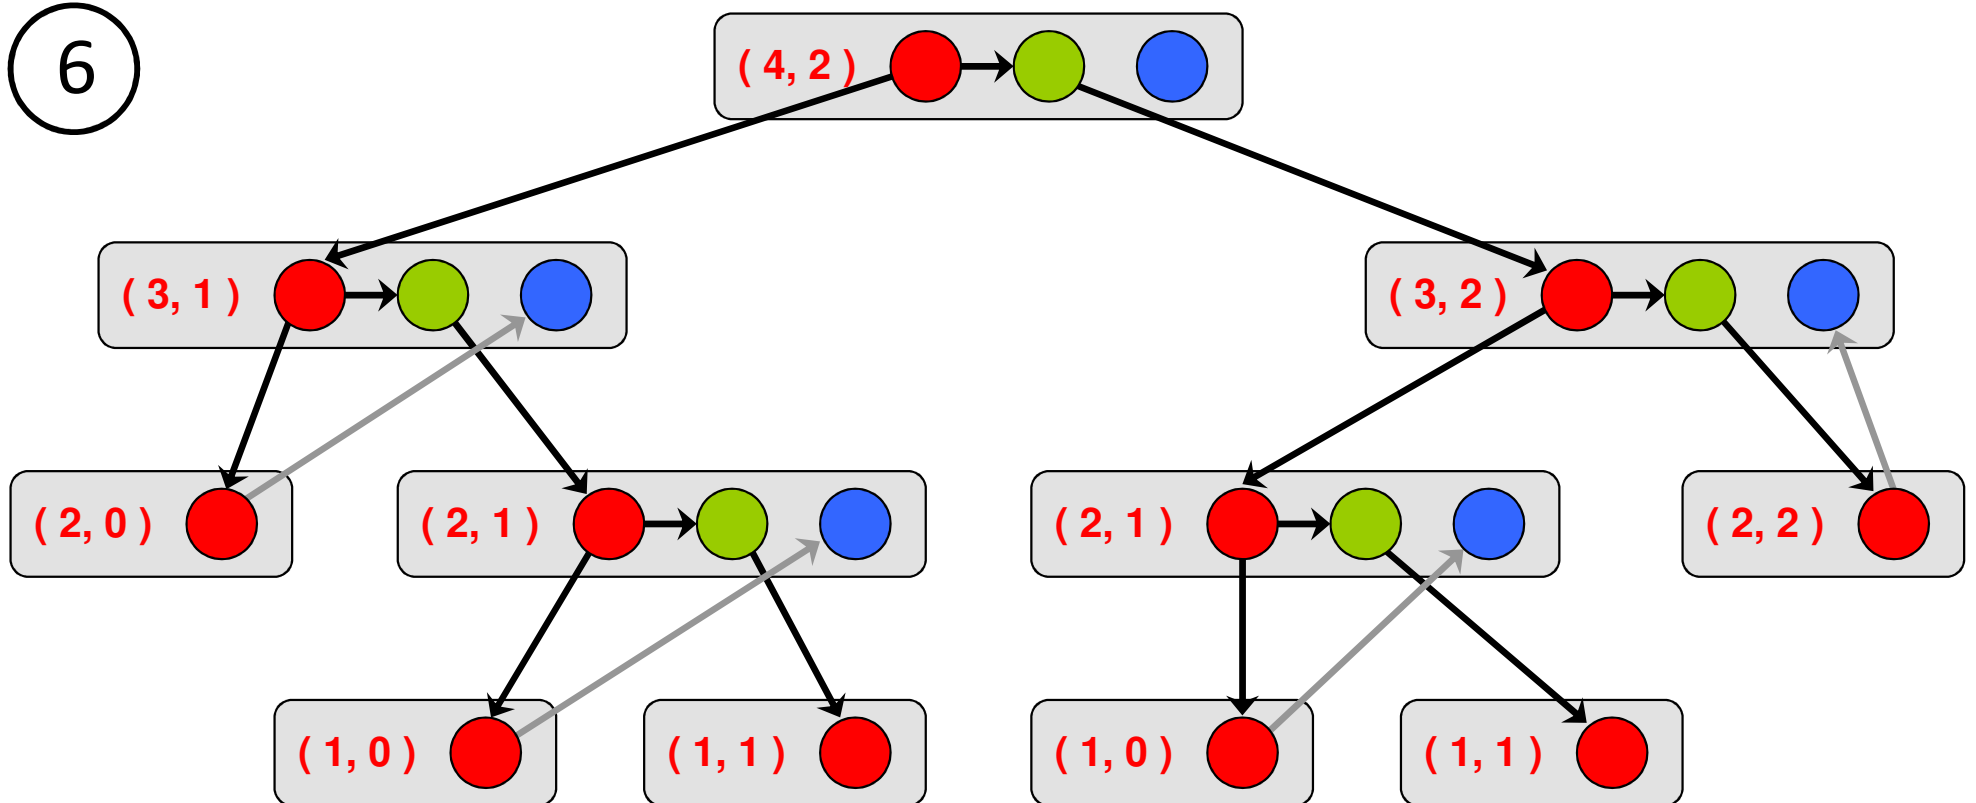 6
( 4, 2 )
( 3, 1 )
( 3, 2 )
( 2, 0 )
( 2, 1 )
( 2, 1 )
( 2, 2 )
( 1, 0 )
( 1, 1 )
( 1, 0 )
( 1, 1 )